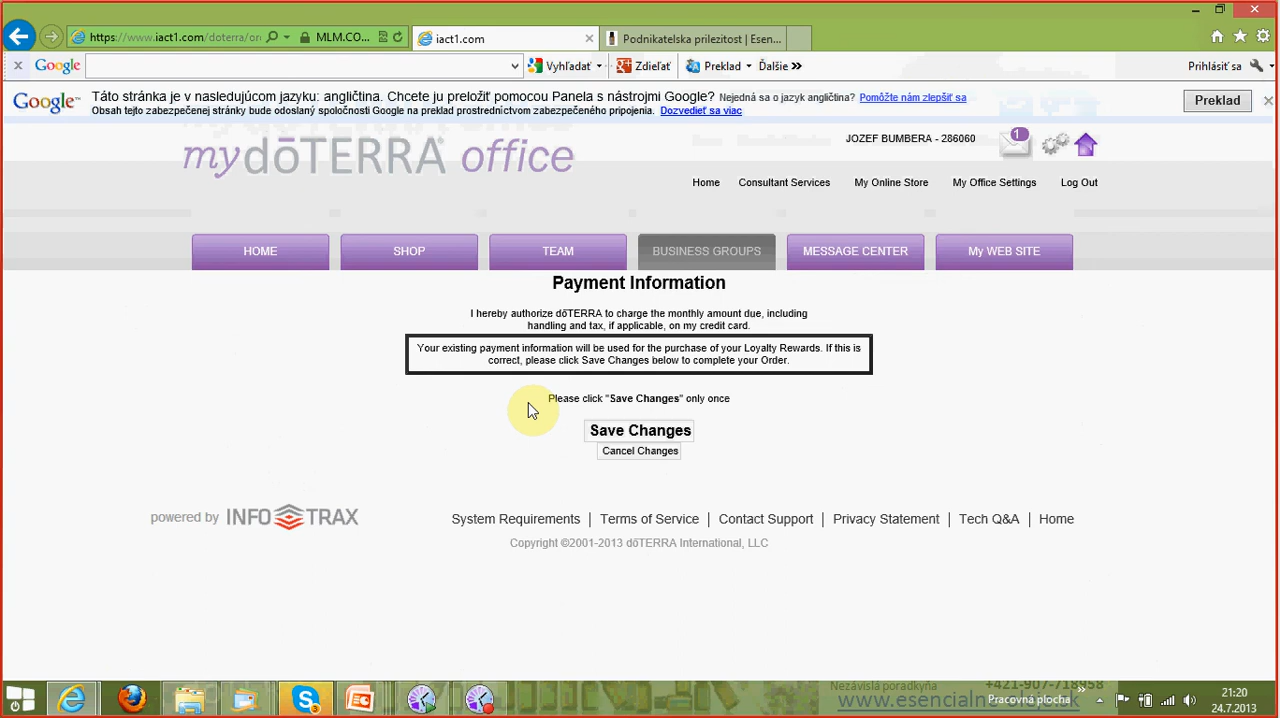 https://www.iact1.com/doterra/or
MLM.CO...
iact1.com
Podnikatelska prilezitost | Esen...
x Google
Vyhľadať
Zdieľať
Preklad
Ďalšie »
Prihlásiť sa
Google™
Táto stránka je v nasledujúcom jazyku: angličtina. Chcete ju preložiť pomocou Panela s nástrojmi Google? Nejedná sa o jazyk angličtina? Pomôžte nám zlepšiť sa
Obsah tejto zabezpečenej stránky bude odoslaný spoločnosti Google na preklad prostredníctvom zabezpečeného pripojenia. Dozvedieť sa viac
Preklad
mydōTERRA® office
JOZEF BUMBERA - 286060
1
Home
Consultant Services
My Online Store
My Office Settings
Log Out
HOME
SHOP
TEAM
BUSINESS GROUPS
MESSAGE CENTER
My WEB SITE
Payment Information
I hereby authorize dōTERRA to charge the monthly amount due, including
handling and tax, if applicable, on my credit card.
Your existing payment information will be used for the purchase of your Loyalty Rewards. If this is
correct, please click Save Changes below to complete your Order.
Please click "Save Changes" only once
Save Changes
Cancel Changes
powered by INFOTRAX
System Requirements | Terms of Service | Contact Support | Privacy Statement | Tech Q&A | Home
Copyright ©2001-2013 dōTERRA International, LLC
Nezávislá poradkyňa
+421-907-718958
Pracovná plocha »
21:20
24.7.2013